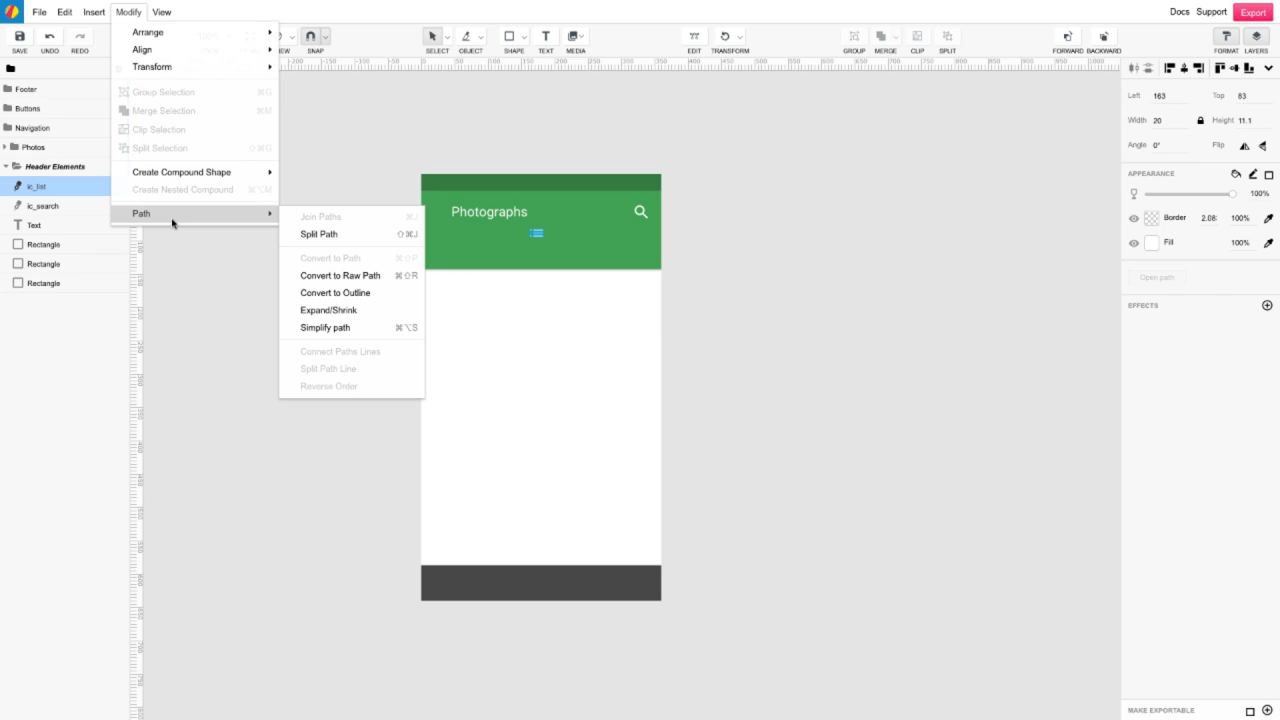 File Edit Insert Modify View Docs Support Export
SAVE UNDO REDO SNAP SELECT OBJECT SHAPE TEXT MEDIA EDIT TRANSFORM GROUP MERGE CLIP SPLIT FORWARD BACKWARD FORMAT LAYERS
Arrange
Align
Transform
Group Selection ⌘G
Merge Selection ⌘M
Clip Selection
Split Selection ⇧⌘G
Create Compound Shape
Create Nested Compound ⌘⌥M
Path
Join Paths ⌘J
Split Path ⇧⌘J
Convert to Path ⌘⇧P
Convert to Raw Path ⌘⇧R
Convert to Outline
Expand/Shrink
Simplify path ⌘⌥S
Connect Paths Lines
Split Path Line
Reverse Order
Footer
Buttons
Navigation
Photos
Header Elements
ic_list
ic_search
Text
Rectangle
Rectangle
Rectangle
Photographs
Left 163 Top 83
Width 20 Height 11.1
Angle 0° Flip
APPEARANCE
100%
Border 2.08 100%
Fill 100%
Open path
EFFECTS
MAKE EXPORTABLE